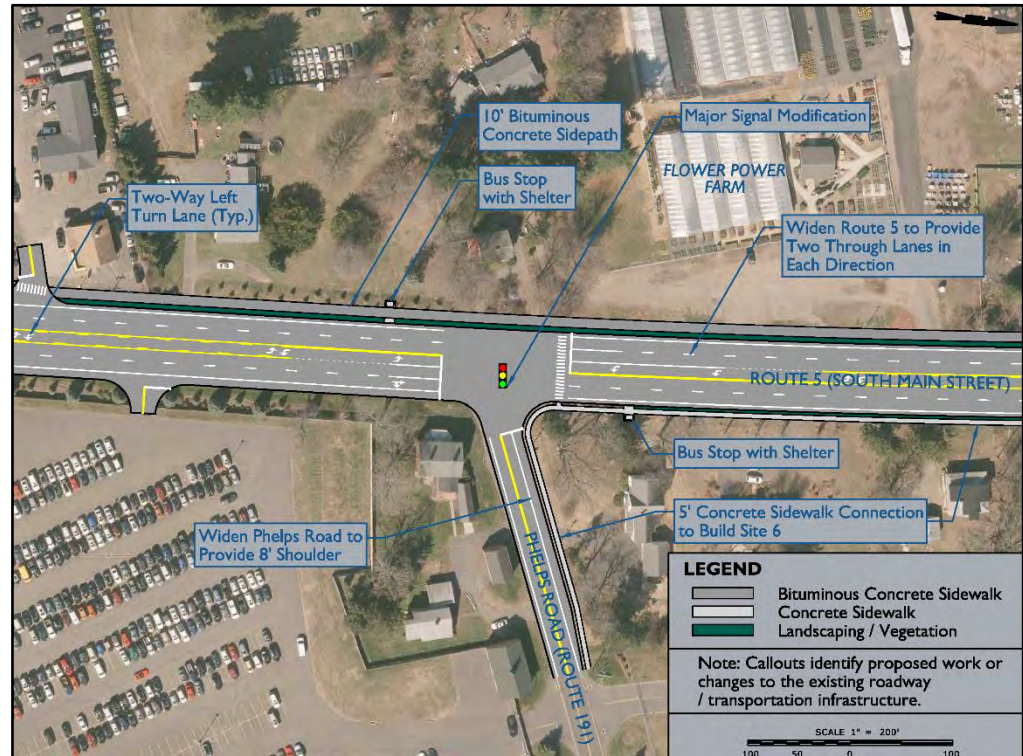 10' Bituminous
Concrete Sidepath
Major Signal Modification
FLOWER POWER
FARM
Bus Stop
with Shelter
Two-Way Left
Turn Lane (Typ.)
Widen Route 5 to Provide
Two Through Lanes in
Each Direction
ROUTE 5 (SOUTH MAIN STREET)
Bus Stop with Shelter
5' Concrete Sidewalk Connection
to Build Site 6
Widen Phelps Road to
Provide 8' Shoulder
PHELPS ROAD (ROUTE 191)
LEGEND
Bituminous Concrete Sidewalk
Concrete Sidewalk
Landscaping / Vegetation
Note: Callouts identify proposed work or
changes to the existing roadway
/ transportation infrastructure.
SCALE 1" = 200'
100 50 0 100